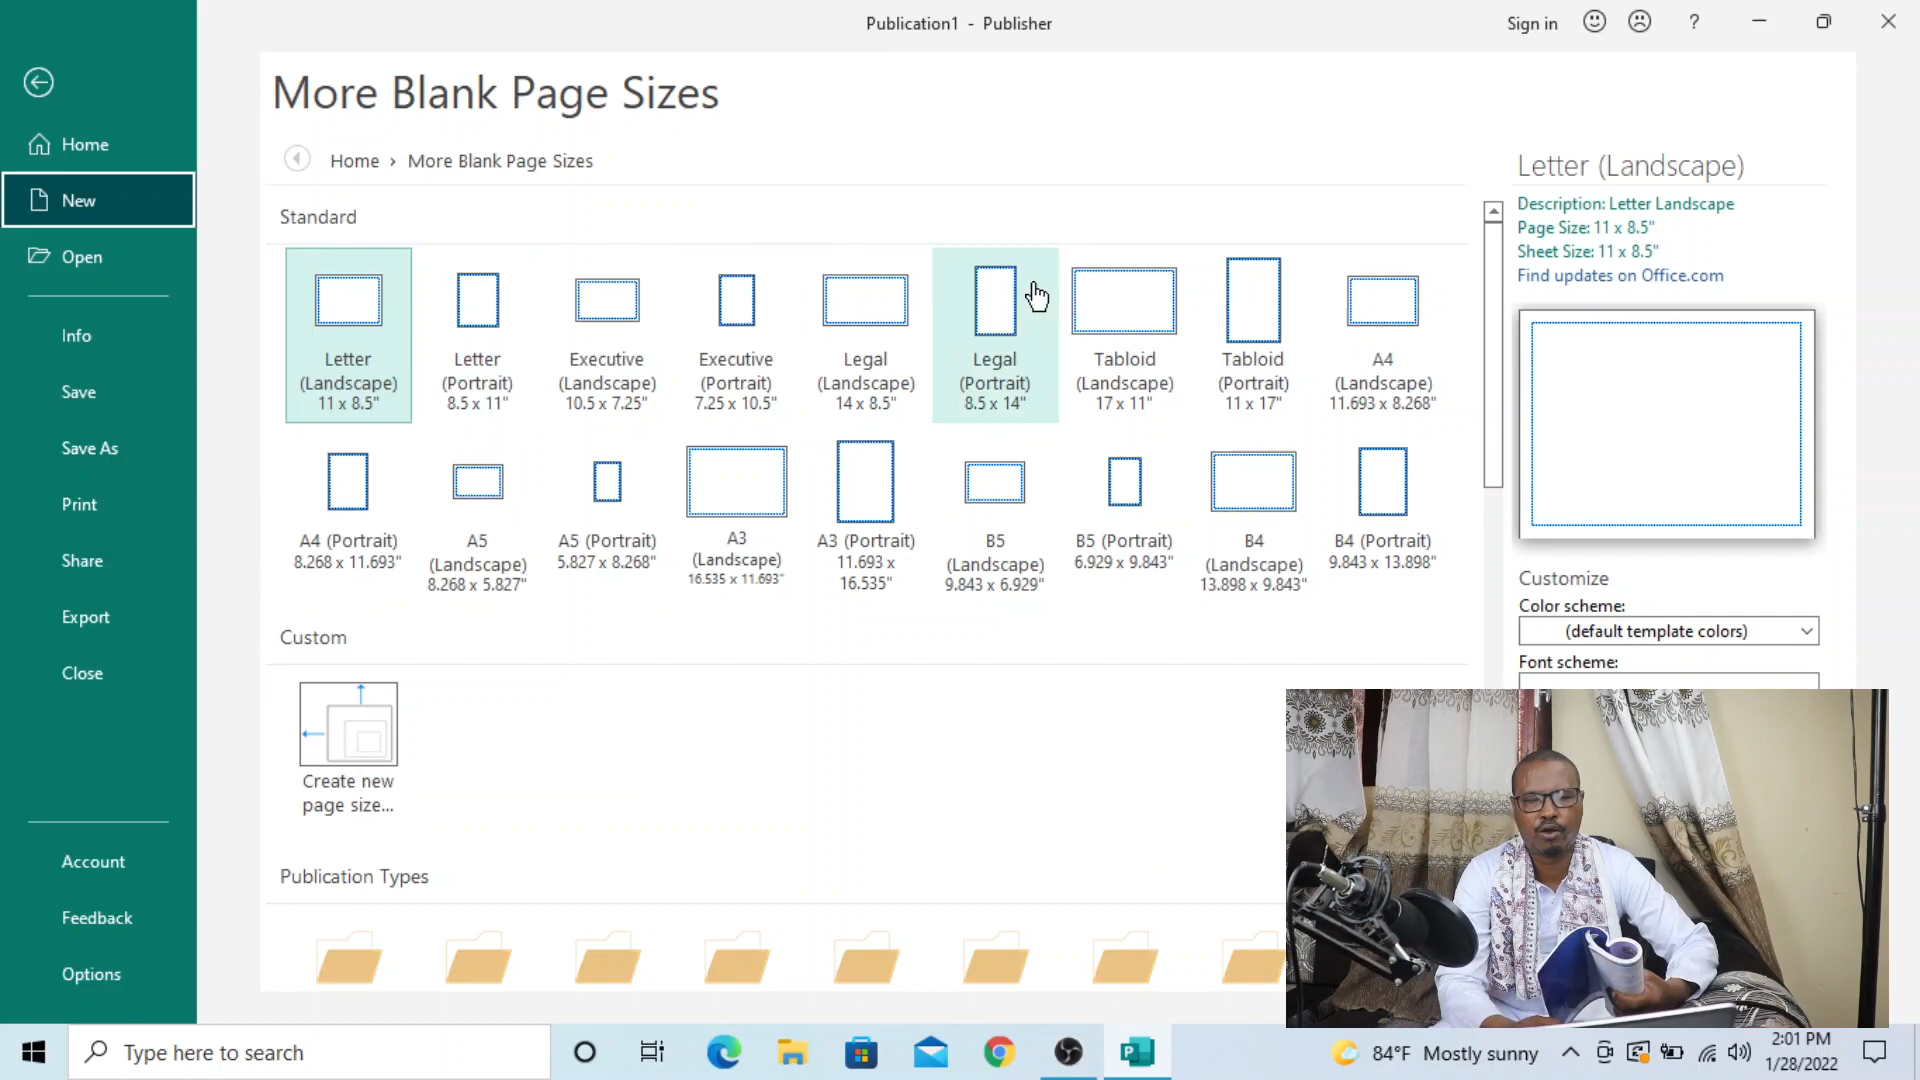 Publication1 - Publisher
Sign in
?
More Blank Page Sizes
Home
New
Open
Info
Save
Save As
Print
Share
Export
Close
Account
Feedback
Options
Home › More Blank Page Sizes
Standard
Letter
(Landscape)
11 x 8.5"
Letter
(Portrait)
8.5 x 11"
Executive
(Landscape)
10.5 x 7.25"
Executive
(Portrait)
7.25 x 10.5"
Legal
(Landscape)
14 x 8.5"
Legal
(Portrait)
8.5 x 14"
Tabloid
(Landscape)
17 x 11"
Tabloid
(Portrait)
11 x 17"
A4
(Landscape)
11.693 x 8.268"
A4 (Portrait)
8.268 x 11.693"
A5
(Landscape)
8.268 x 5.827"
A5 (Portrait)
5.827 x 8.268"
A3
(Landscape)
16.535 x 11.693"
A3 (Portrait)
11.693 x
16.535"
B5
(Landscape)
9.843 x 6.929"
B5 (Portrait)
6.929 x 9.843"
B4
(Landscape)
13.898 x 9.843"
B4 (Portrait)
9.843 x 13.898"
Custom
Create new
page size...
Publication Types
Letter (Landscape)
Description: Letter Landscape
Page Size: 11 x 8.5"
Sheet Size: 11 x 8.5"
Find updates on Office.com
Customize
Color scheme:
(default template colors)
Font scheme:
Type here to search
84°F Mostly sunny
2:01 PM
1/28/2022